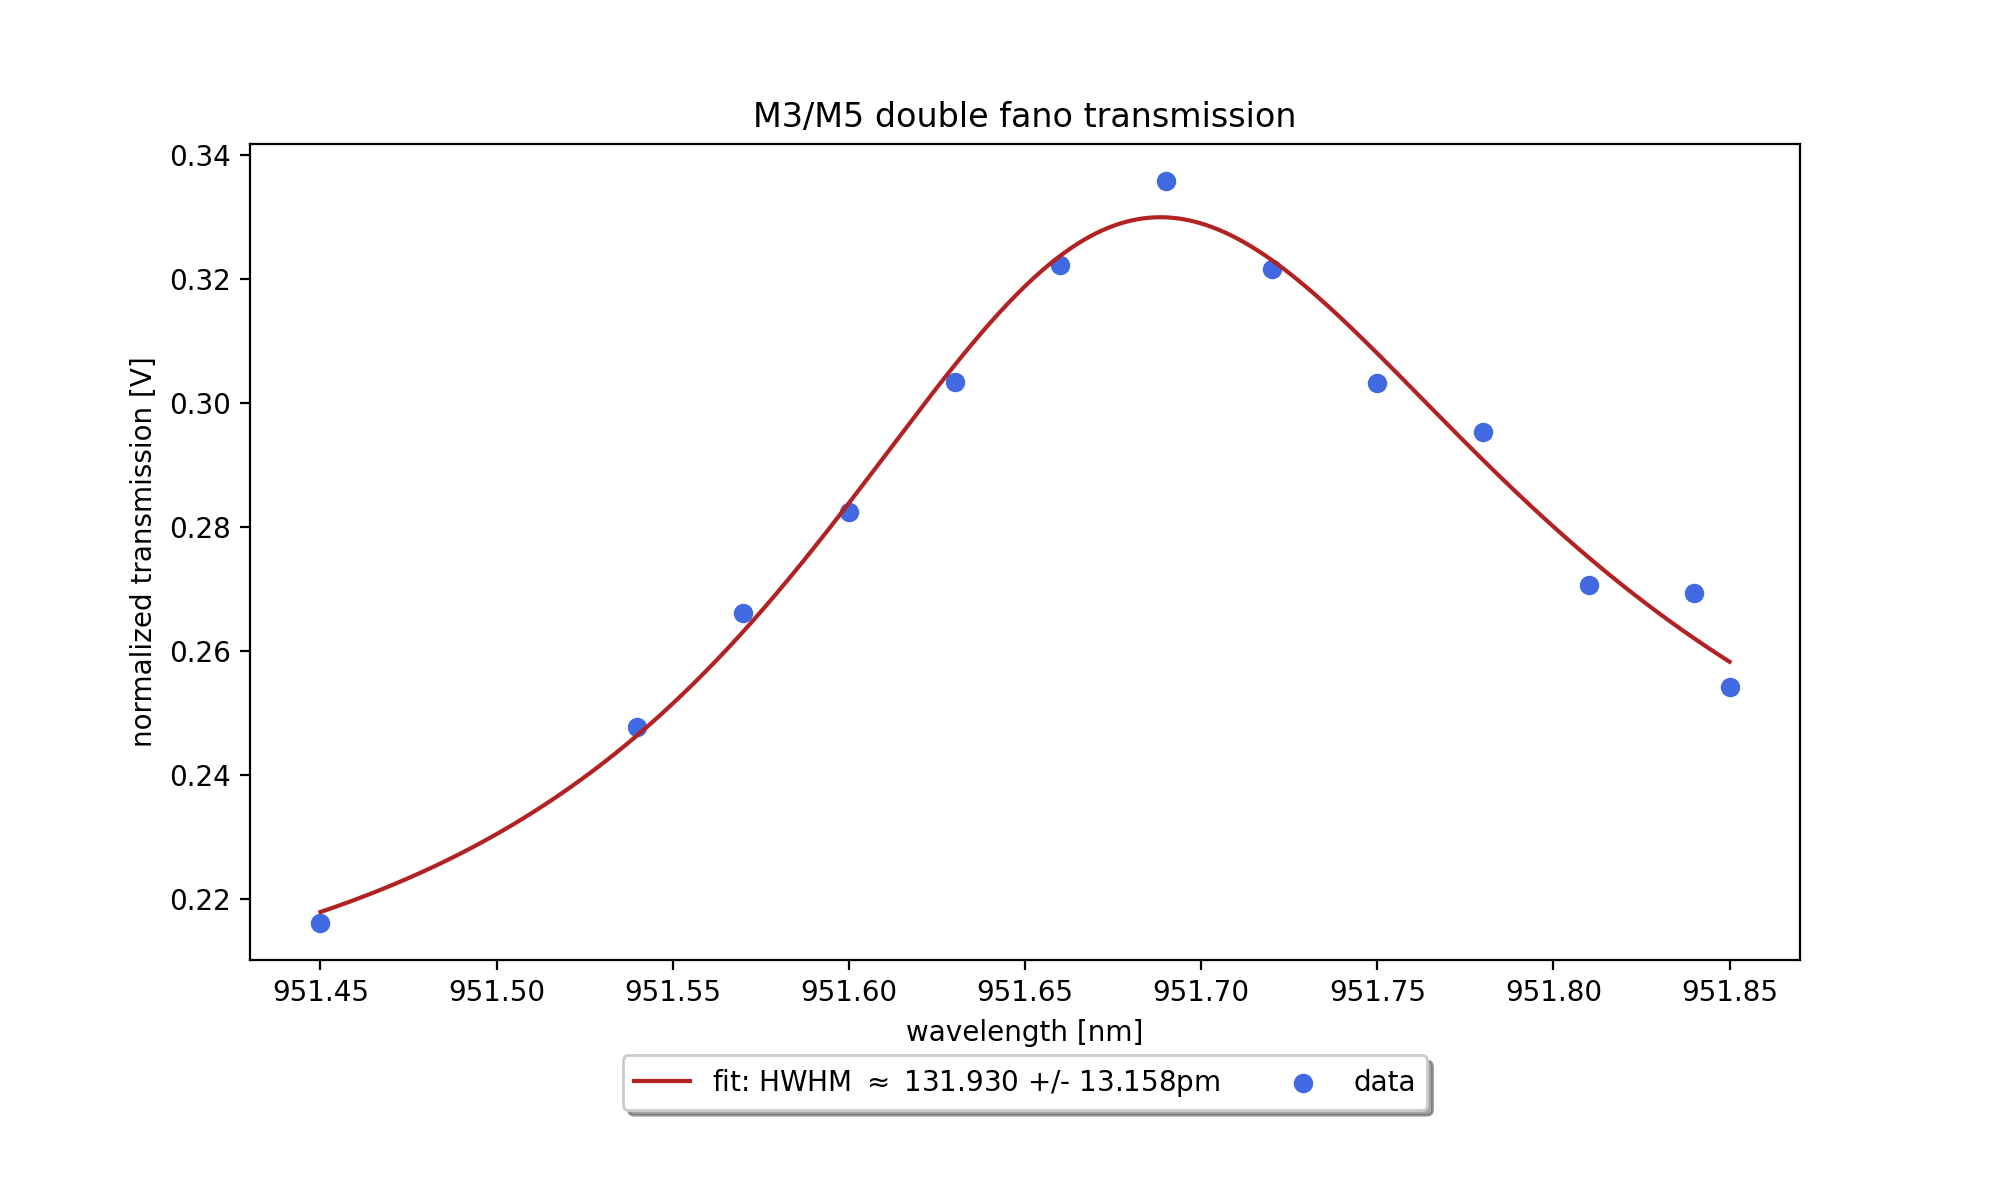 M3/M5 double fano transmission
normalized transmission [V]
0.34
0.32
0.30
0.28
0.26
0.24
0.22
951.45 951.50 951.55 951.60 951.65 951.70 951.75 951.80 951.85
wavelength [nm]
fit: HWHM ≈ 131.930 +/- 13.158pm data